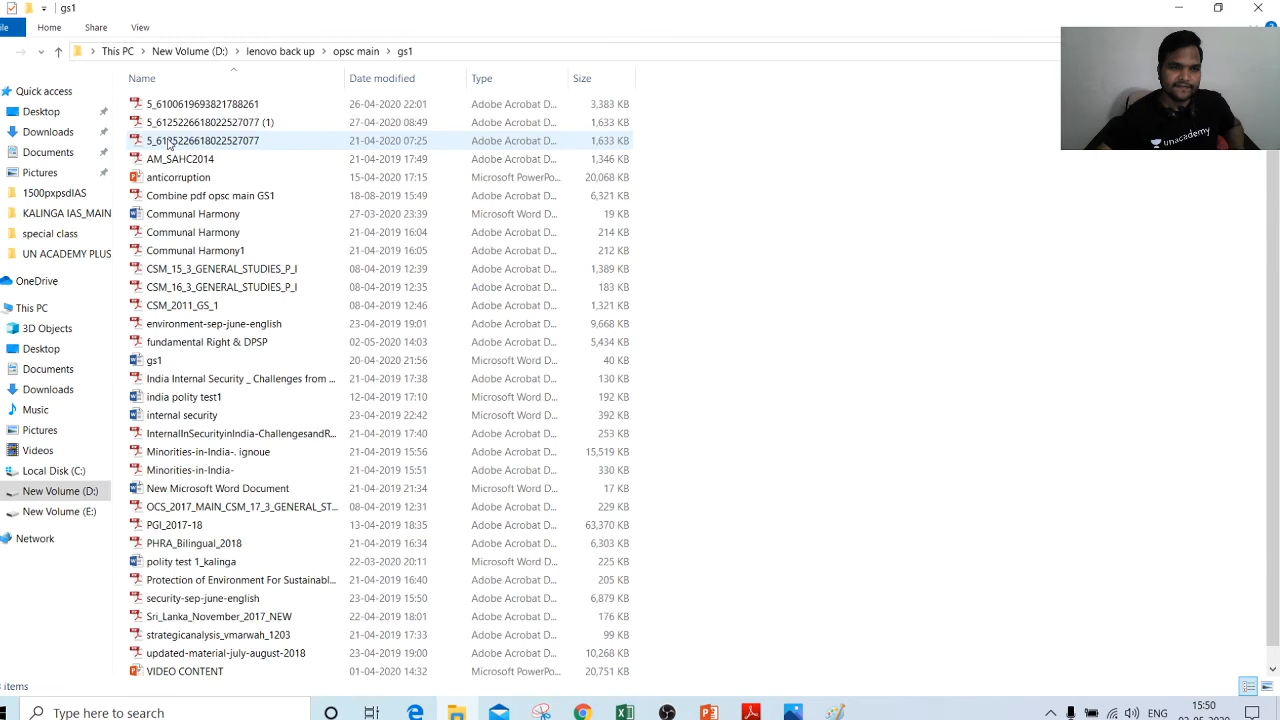 gs1
ile Home Share View
This PC New Volume (D:) lenovo back up opsc main gs1
Name Date modified Type Size
Quick access
Desktop
Downloads
Documents
Pictures
1500pxpsdIAS
KALINGA IAS_MAIN
special class
UN ACADEMY PLUS
OneDrive
This PC
3D Objects
Desktop
Documents
Downloads
Music
Pictures
Videos
Local Disk (C:)
New Volume (D:)
New Volume (E:)
Network
5_6100619693821788261 26-04-2020 22:01 Adobe Acrobat D... 3,383 KB
5_6125226618022527077 (1) 27-04-2020 08:49 Adobe Acrobat D... 1,633 KB
5_6125226618022527077 21-04-2020 07:25 Adobe Acrobat D... 1,633 KB
AM_SAHC2014 21-04-2019 17:49 Adobe Acrobat D... 1,346 KB
anticorruption 15-04-2020 17:15 Microsoft PowerPo... 20,068 KB
Combine pdf opsc main GS1 18-08-2019 15:49 Adobe Acrobat D... 6,321 KB
Communal Harmony 27-03-2020 23:39 Microsoft Word D... 19 KB
Communal Harmony 21-04-2019 16:04 Adobe Acrobat D... 214 KB
Communal Harmony1 21-04-2019 16:05 Adobe Acrobat D... 212 KB
CSM_15_3_GENERAL_STUDIES_P_I 08-04-2019 12:39 Adobe Acrobat D... 1,389 KB
CSM_16_3_GENERAL_STUDIES_P_I 08-04-2019 12:35 Adobe Acrobat D... 183 KB
CSM_2011_GS_1 08-04-2019 12:46 Adobe Acrobat D... 1,321 KB
environment-sep-june-english 23-04-2019 19:01 Adobe Acrobat D... 9,668 KB
fundamental Right & DPSP 02-05-2020 14:03 Adobe Acrobat D... 5,434 KB
gs1 20-04-2020 21:56 Microsoft Word D... 40 KB
India Internal Security _ Challenges from ... 21-04-2019 17:38 Adobe Acrobat D... 130 KB
india polity test1 12-04-2019 17:10 Microsoft Word D... 192 KB
internal security 23-04-2019 22:42 Microsoft Word D... 392 KB
InternalInSecurityinIndia-ChallengesandR... 21-04-2019 17:40 Adobe Acrobat D... 253 KB
Minorities-in-India-. ignoue 21-04-2019 15:56 Adobe Acrobat D... 15,519 KB
Minorities-in-India- 21-04-2019 15:51 Adobe Acrobat D... 330 KB
New Microsoft Word Document 21-04-2019 21:34 Microsoft Word D... 17 KB
OCS_2017_MAIN_CSM_17_3_GENERAL_ST... 08-04-2019 12:31 Adobe Acrobat D... 229 KB
PGI_2017-18 13-04-2019 18:35 Adobe Acrobat D... 63,370 KB
PHRA_Bilingual_2018 21-04-2019 16:34 Adobe Acrobat D... 6,303 KB
polity test 1_kalinga 22-03-2020 20:11 Microsoft Word D... 225 KB
Protection of Environment For Sustainabl... 21-04-2019 16:40 Adobe Acrobat D... 205 KB
security-sep-june-english 23-04-2019 15:50 Adobe Acrobat D... 6,879 KB
Sri_Lanka_November_2017_NEW 22-04-2019 18:01 Adobe Acrobat D... 176 KB
strategicanalysis_vmarwah_1203 21-04-2019 17:33 Adobe Acrobat D... 99 KB
updated-material-july-august-2018 23-04-2019 19:00 Adobe Acrobat D... 10,268 KB
VIDEO CONTENT 01-04-2020 14:32 Microsoft PowerPo... 20,751 KB
unacademy
items
Type here to search
ENG
15:50
02-05-2020